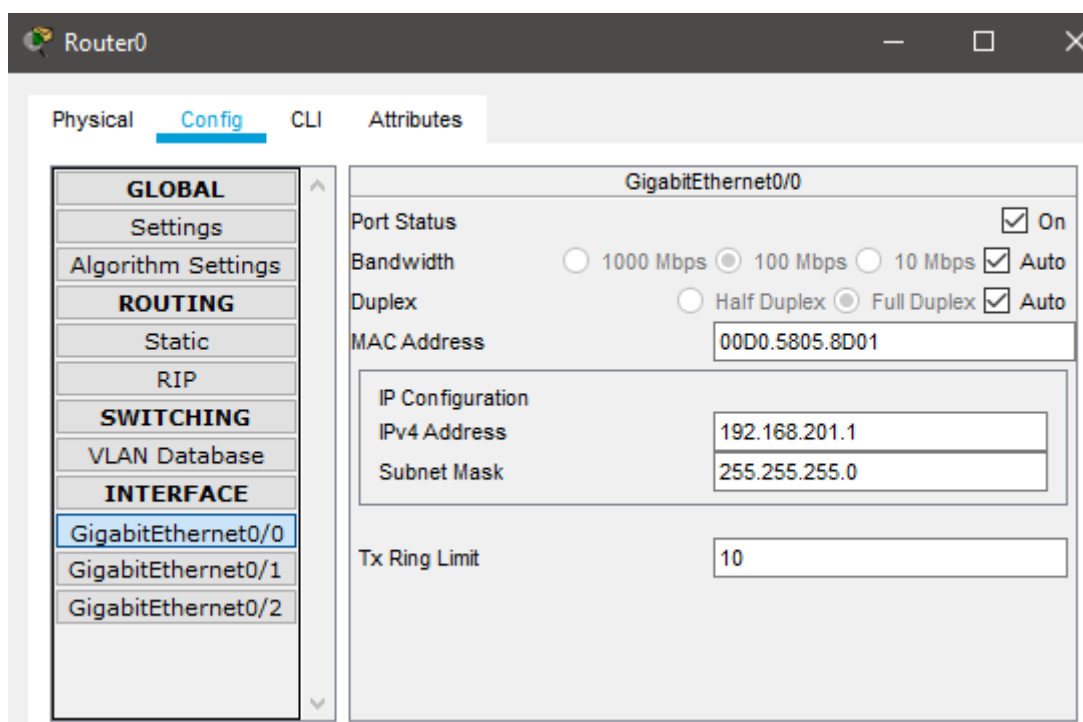 Router0
Physical Config CLI Attributes
GLOBAL
Settings
Algorithm Settings
ROUTING
Static
RIP
SWITCHING
VLAN Database
INTERFACE
GigabitEthernet0/0
GigabitEthernet0/1
GigabitEthernet0/2
GigabitEthernet0/0
Port Status On
Bandwidth 1000 Mbps 100 Mbps 10 Mbps Auto
Duplex Half Duplex Full Duplex Auto
MAC Address 00D0.5805.8D01
IP Configuration
IPv4 Address 192.168.201.1
Subnet Mask 255.255.255.0
Tx Ring Limit 10